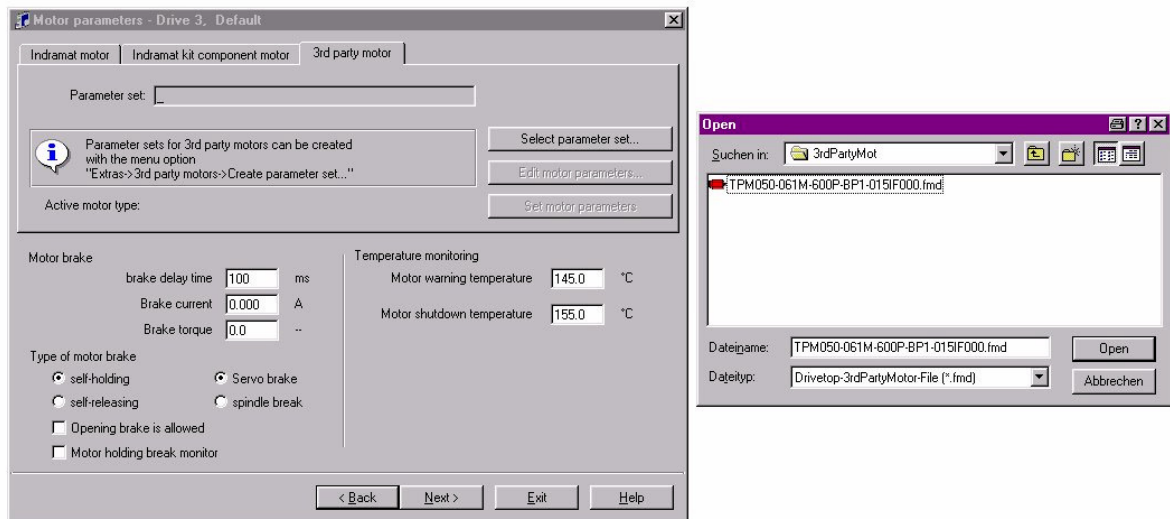 Motor parameters - Drive 3, Default
Indramat motor
Indramat kit component motor
3rd party motor
Parameter set: _
Parameter sets for 3rd party motors can be created
with the menu option
"Extras->3rd party motors->Create parameter set..."
Select parameter set...
Edit motor parameters...
Set motor parameters
Active motor type:
Motor brake
brake delay time 100 ms
Brake current 0.000 A
Brake torque 0.0 --
Type of motor brake
self-holding
Servo brake
self-releasing
spindle break
Opening brake is allowed
Motor holding break monitor
Temperature monitoring
Motor warning temperature 145.0 °C
Motor shutdown temperature 155.0 °C
< Back
Next >
Exit
Help
Open
Suchen in: 3rdPartyMot
TPM050-061M-600P-BP1-015IF000.fmd
Dateiname: TPM050-061M-600P-BP1-015IF000.fmd
Open
Dateityp: Drivetop-3rdPartyMotor-File (*.fmd)
Abbrechen